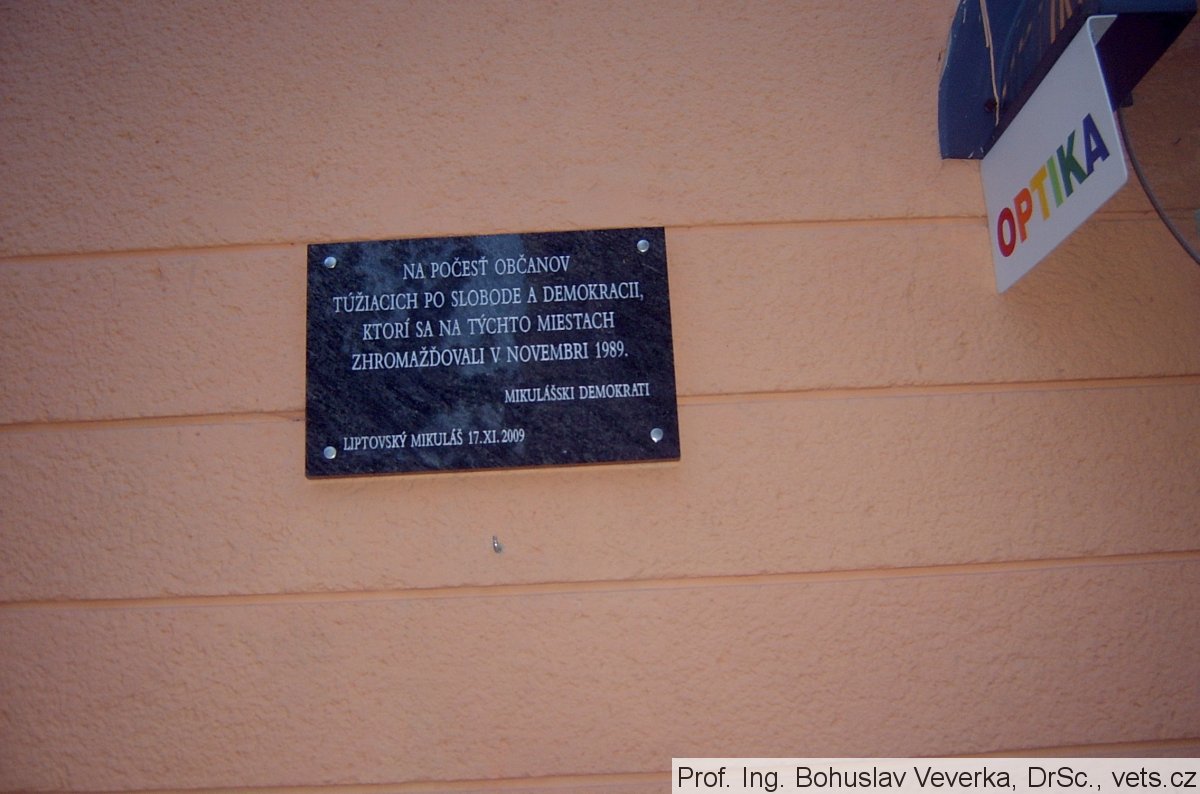 OPTIKA
NA POČESŤ OBČANOV
TÚŽIACICH PO SLOBODE A DEMOKRACII,
KTORÍ SA NA TÝCHTO MIESTACH
ZHROMAŽĎOVALI V NOVEMBRI 1989.
MIKULÁŠSKI DEMOKRATI
LIPTOVSKÝ MIKULÁŠ 17.XI.2009
Prof. Ing. Bohuslav Veverka, DrSc., vets.cz